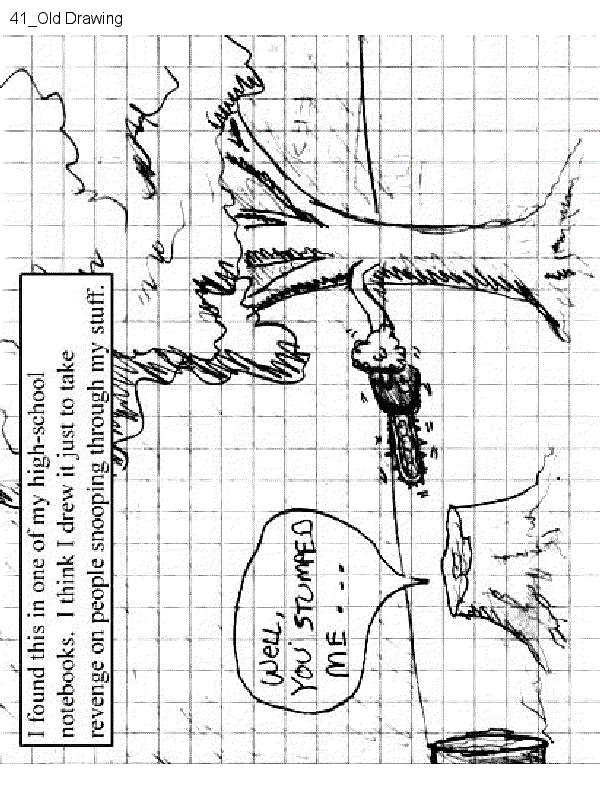 41_Old Drawing
I found this in one of my high-school
notebooks. I think I drew it just to take
revenge on people snooping through my stuff.
WELL,
YOU STUMPED
ME....